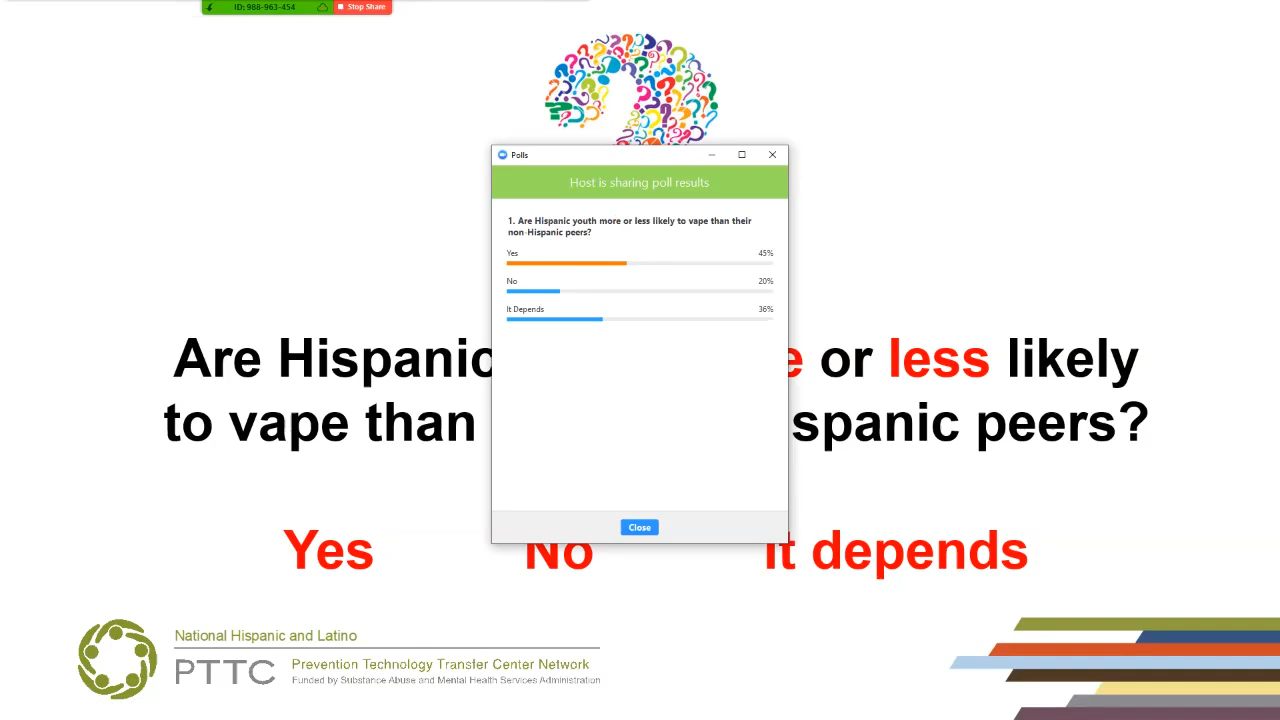 ID: 988-963-454
Stop Share
Polls
Host is sharing poll results
1. Are Hispanic youth more or less likely to vape than their
non-Hispanic peers?
Yes 45%
No 20%
It Depends 36%
Are Hispanic or less likely
to vape than spanic peers?
Close
Yes No It depends
National Hispanic and Latino
PTTC Prevention Technology Transfer Center Network
Funded by Substance Abuse and Mental Health Services Administration